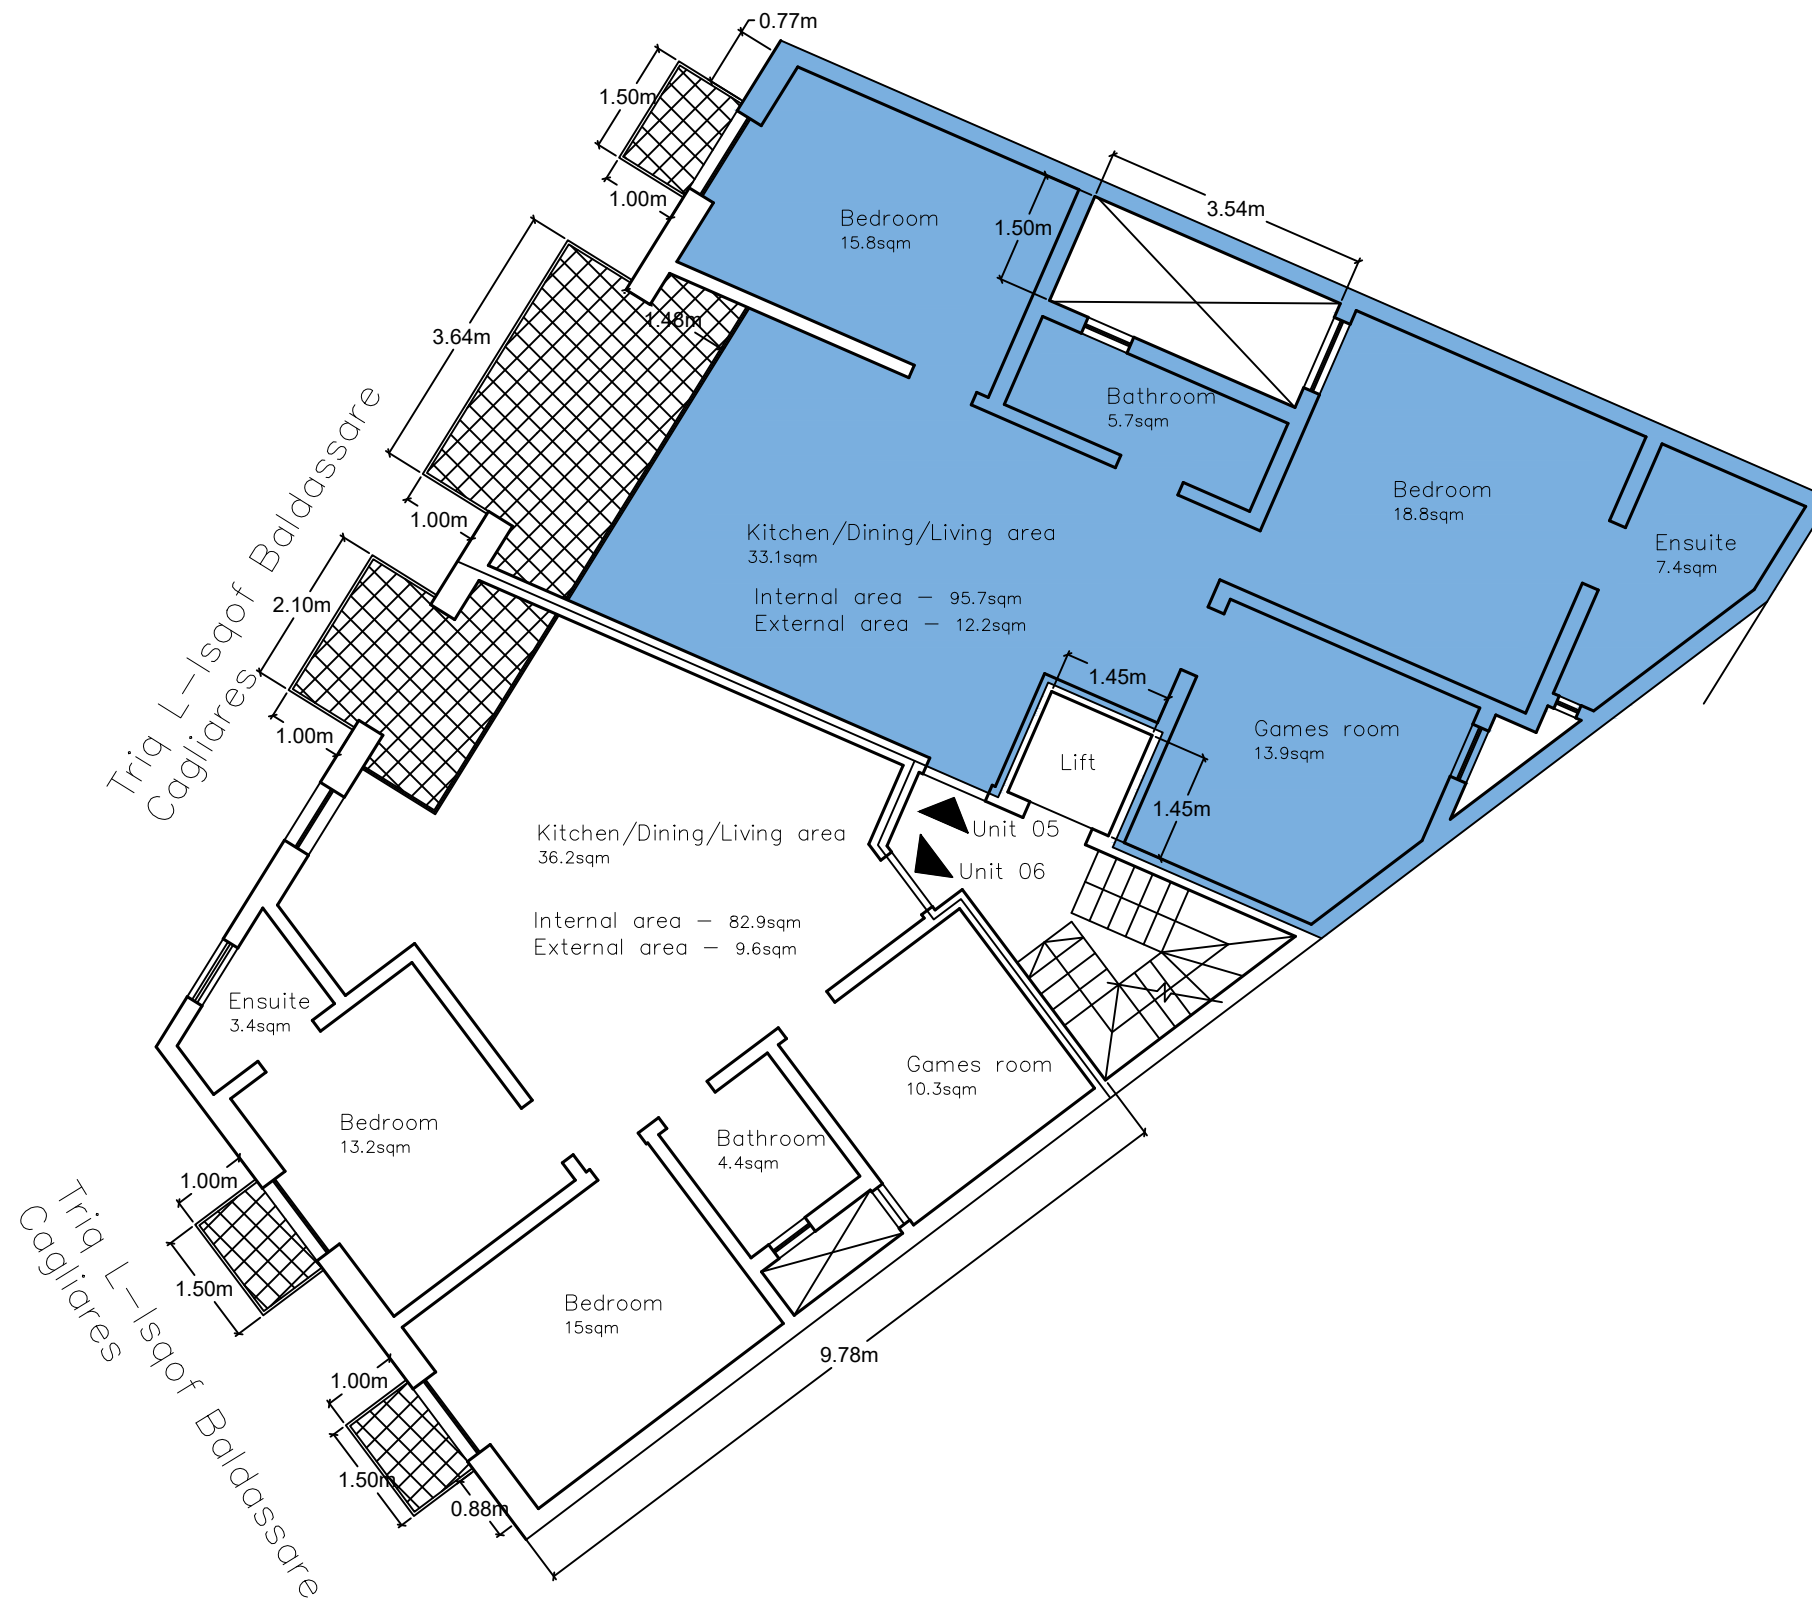 0.77m
1.50m
1.00m
3.54m
1.50m
Bedroom
15.8sqm
1.48m
3.64m
1.00m
Bathroom
5.7sqm
Bedroom
18.8sqm
Ensuite
7.4sqm
Kitchen/Dining/Living area
33.1sqm
Internal area – 95.7sqm
External area – 12.2sqm
Triq L–Isqof Baldassare
Cagliares
2.10m
1.00m
1.45m
Lift
1.45m
Games room
13.9sqm
Unit 05
Unit 06
Kitchen/Dining/Living area
36.2sqm
Internal area – 82.9sqm
External area – 9.6sqm
Ensuite
3.4sqm
Bedroom
13.2sqm
Games room
10.3sqm
Bathroom
4.4sqm
1.00m
1.50m
Triq L–Isqof Baldassare
Cagliares
Bedroom
15sqm
1.00m
1.50m
0.88m
9.78m